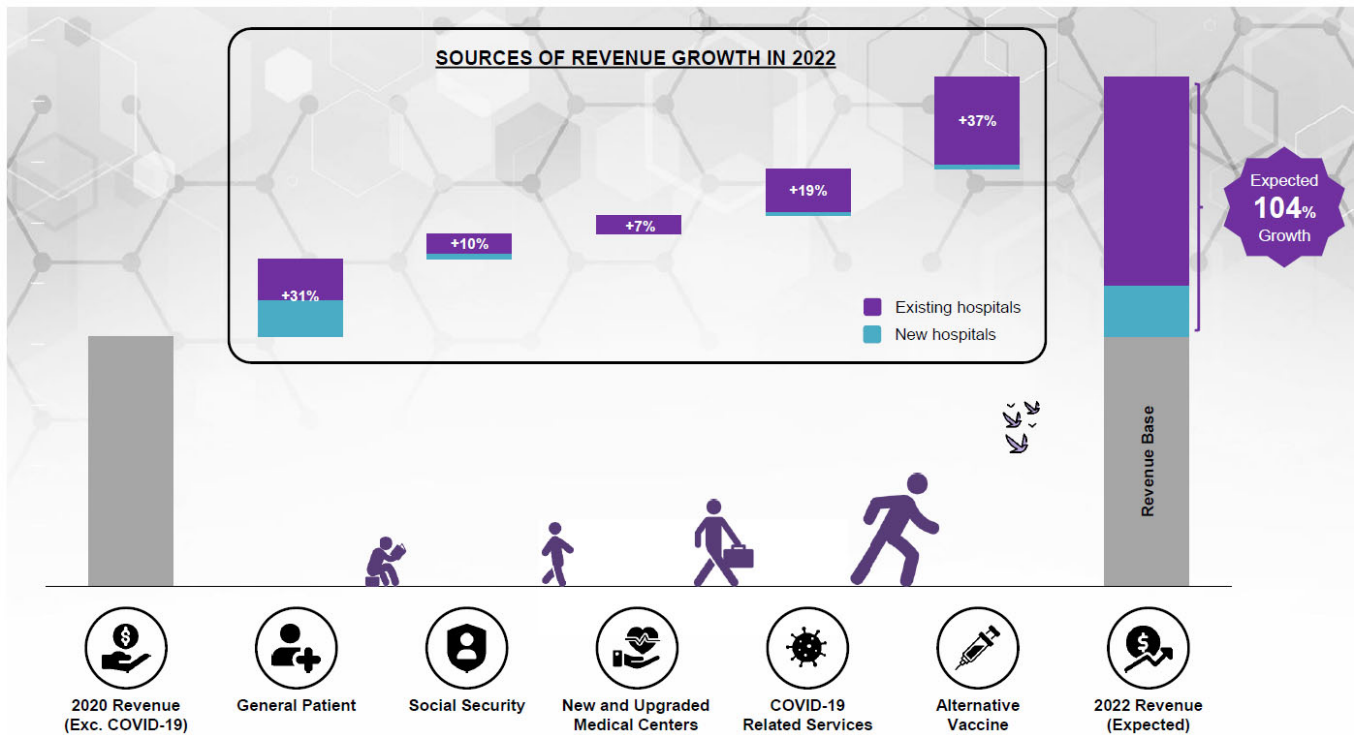 SOURCES OF REVENUE GROWTH IN 2022
+37%
+19%
+7%
+10%
+31%
Existing hospitals
New hospitals
Expected
104%
Growth
Revenue Base
2020 Revenue
(Exc. COVID-19)
General Patient
Social Security
New and Upgraded
Medical Centers
COVID-19
Related Services
Alternative
Vaccine
2022 Revenue
(Expected)